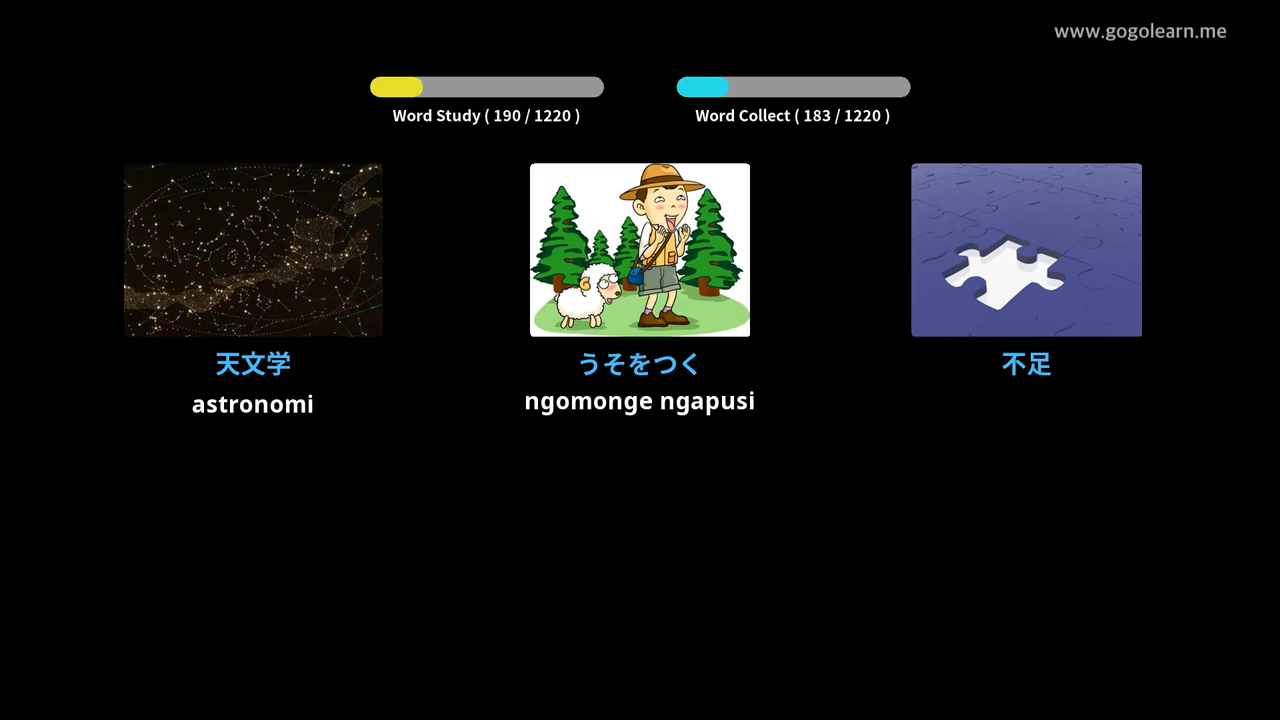 www.gogolearn.me
Word Study ( 190 / 1220 )
Word Collect ( 183 / 1220 )
天文学
うそをつく
不足
astronomi
ngomonge ngapusi